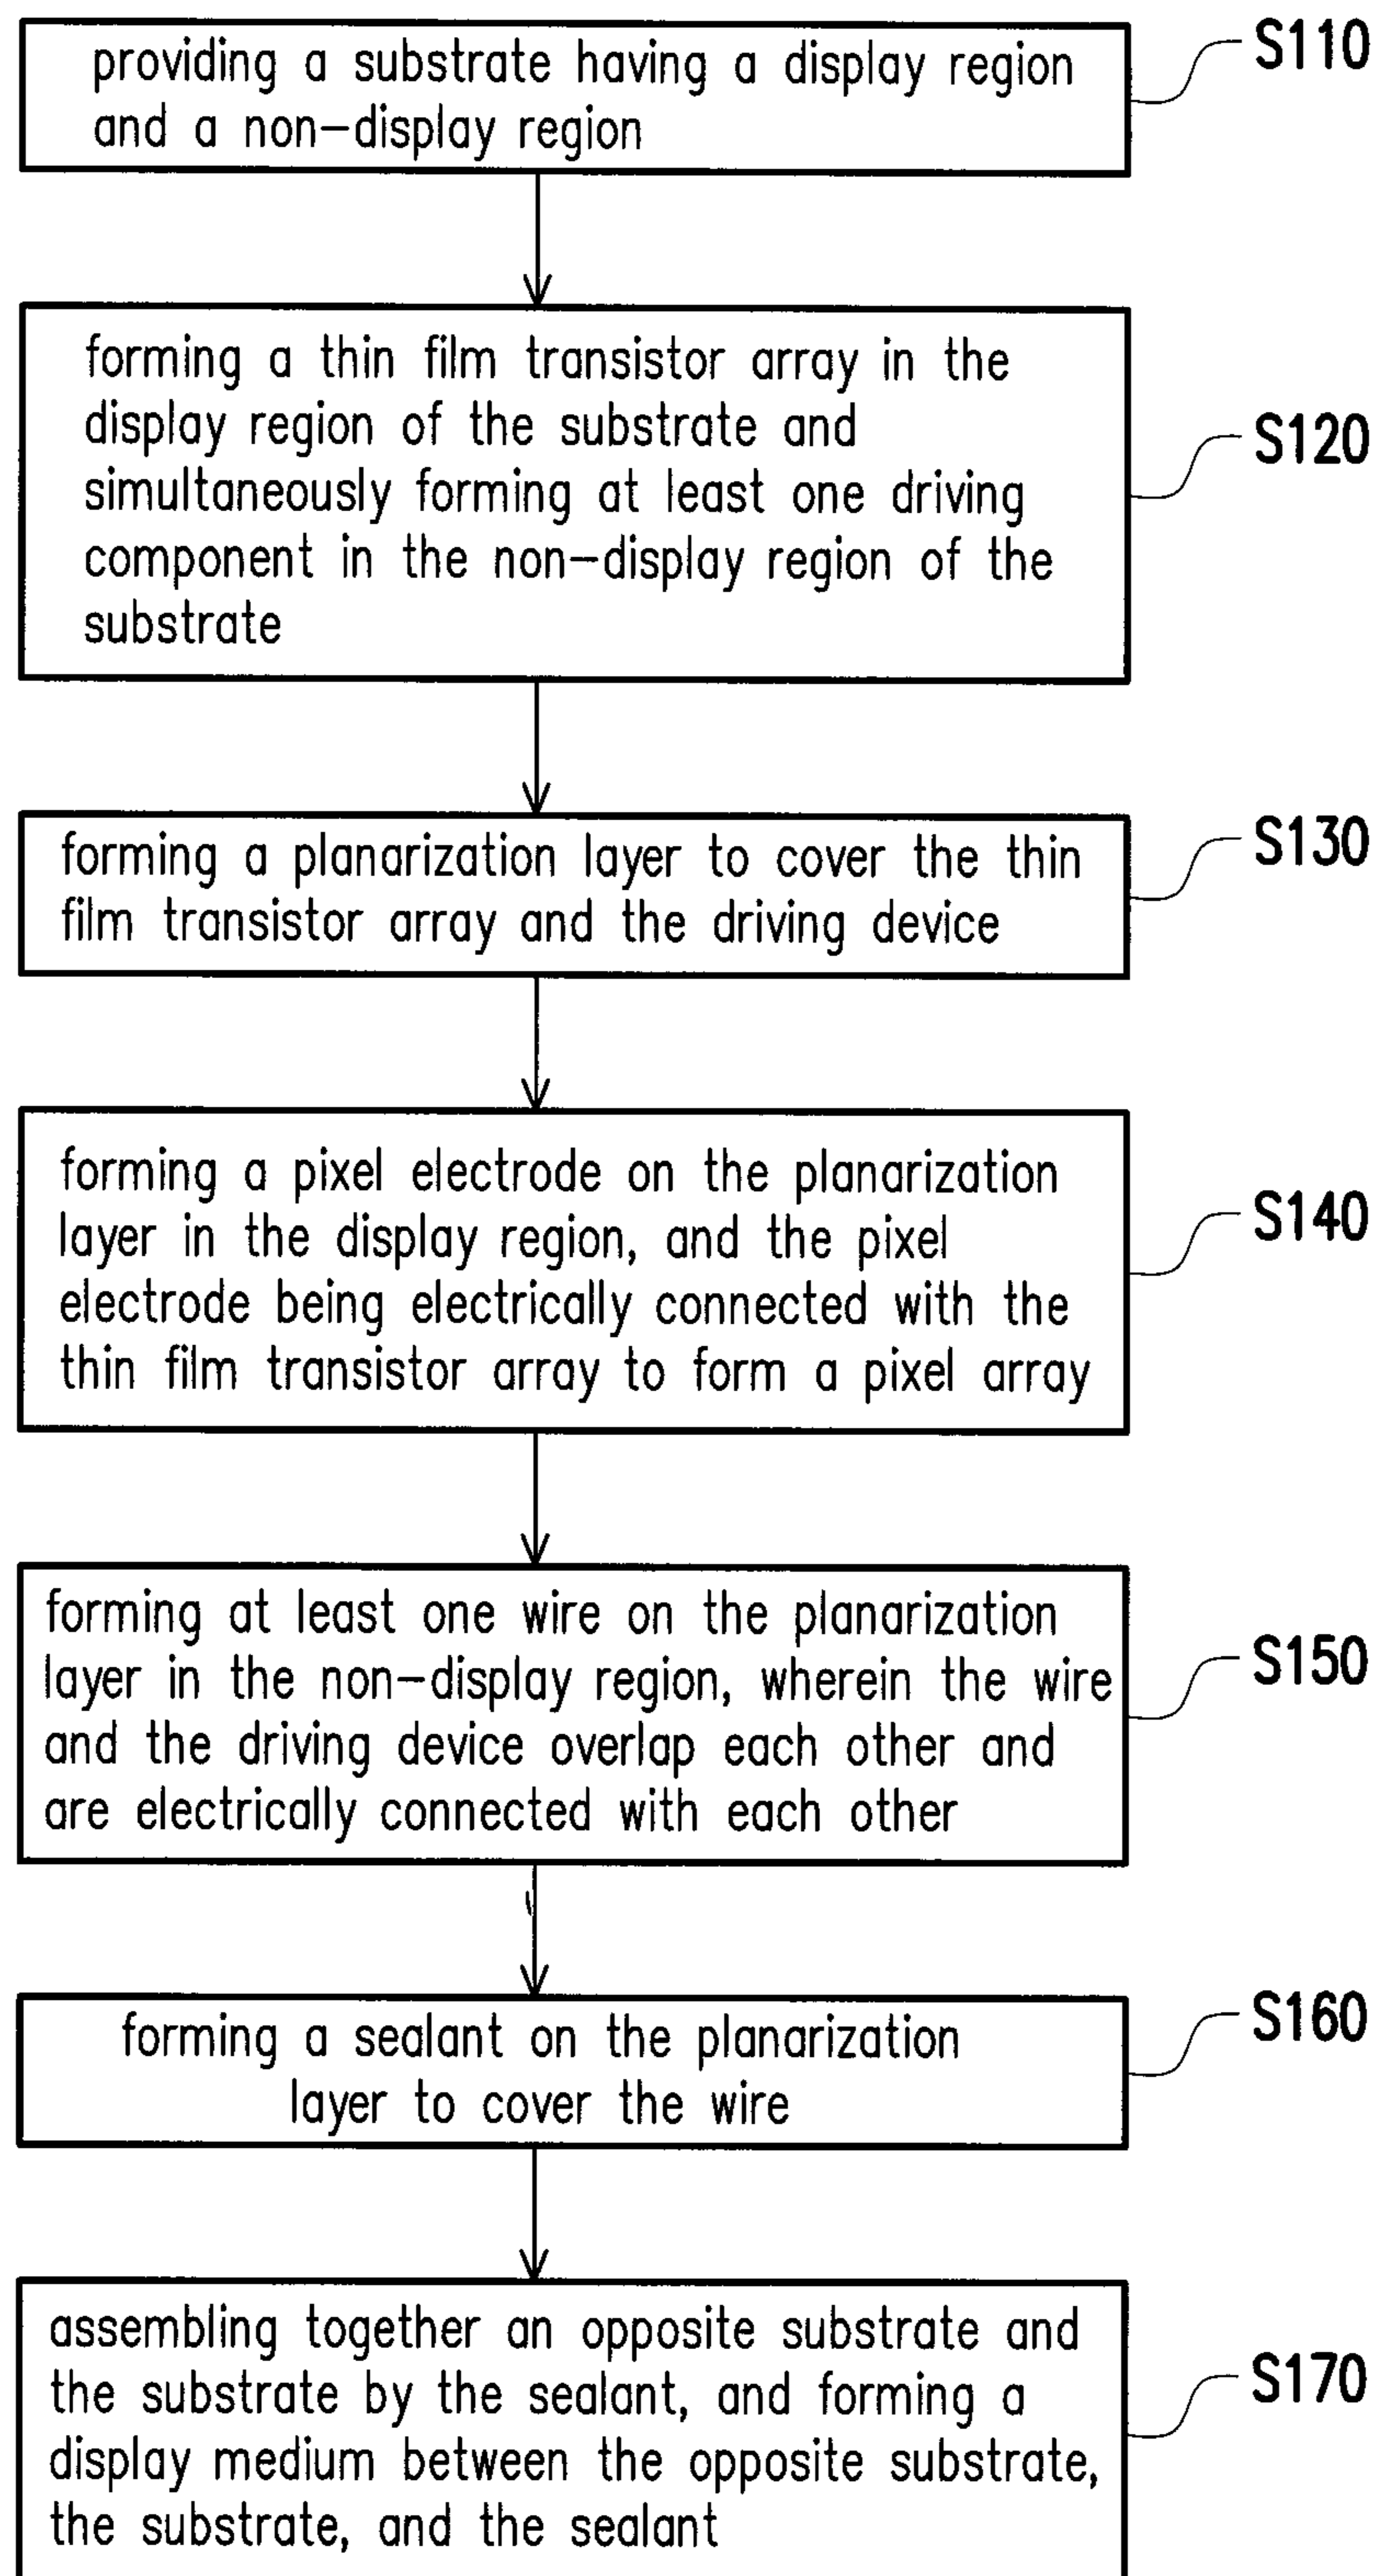 providing a substrate having a display region
and a non-display region
S110
forming a thin film transistor array in the
display region of the substrate and
simultaneously forming at least one driving
component in the non-display region of the
substrate
S120
forming a planarization layer to cover the thin
film transistor array and the driving device
S130
forming a pixel electrode on the planarization
layer in the display region, and the pixel
electrode being electrically connected with the
thin film transistor array to form a pixel array
S140
forming at least one wire on the planarization
layer in the non-display region, wherein the wire
and the driving device overlap each other and
are electrically connected with each other
S150
forming a sealant on the planarization
layer to cover the wire
S160
assembling together an opposite substrate and
the substrate by the sealant, and forming a
display medium between the opposite substrate,
the substrate, and the sealant
S170